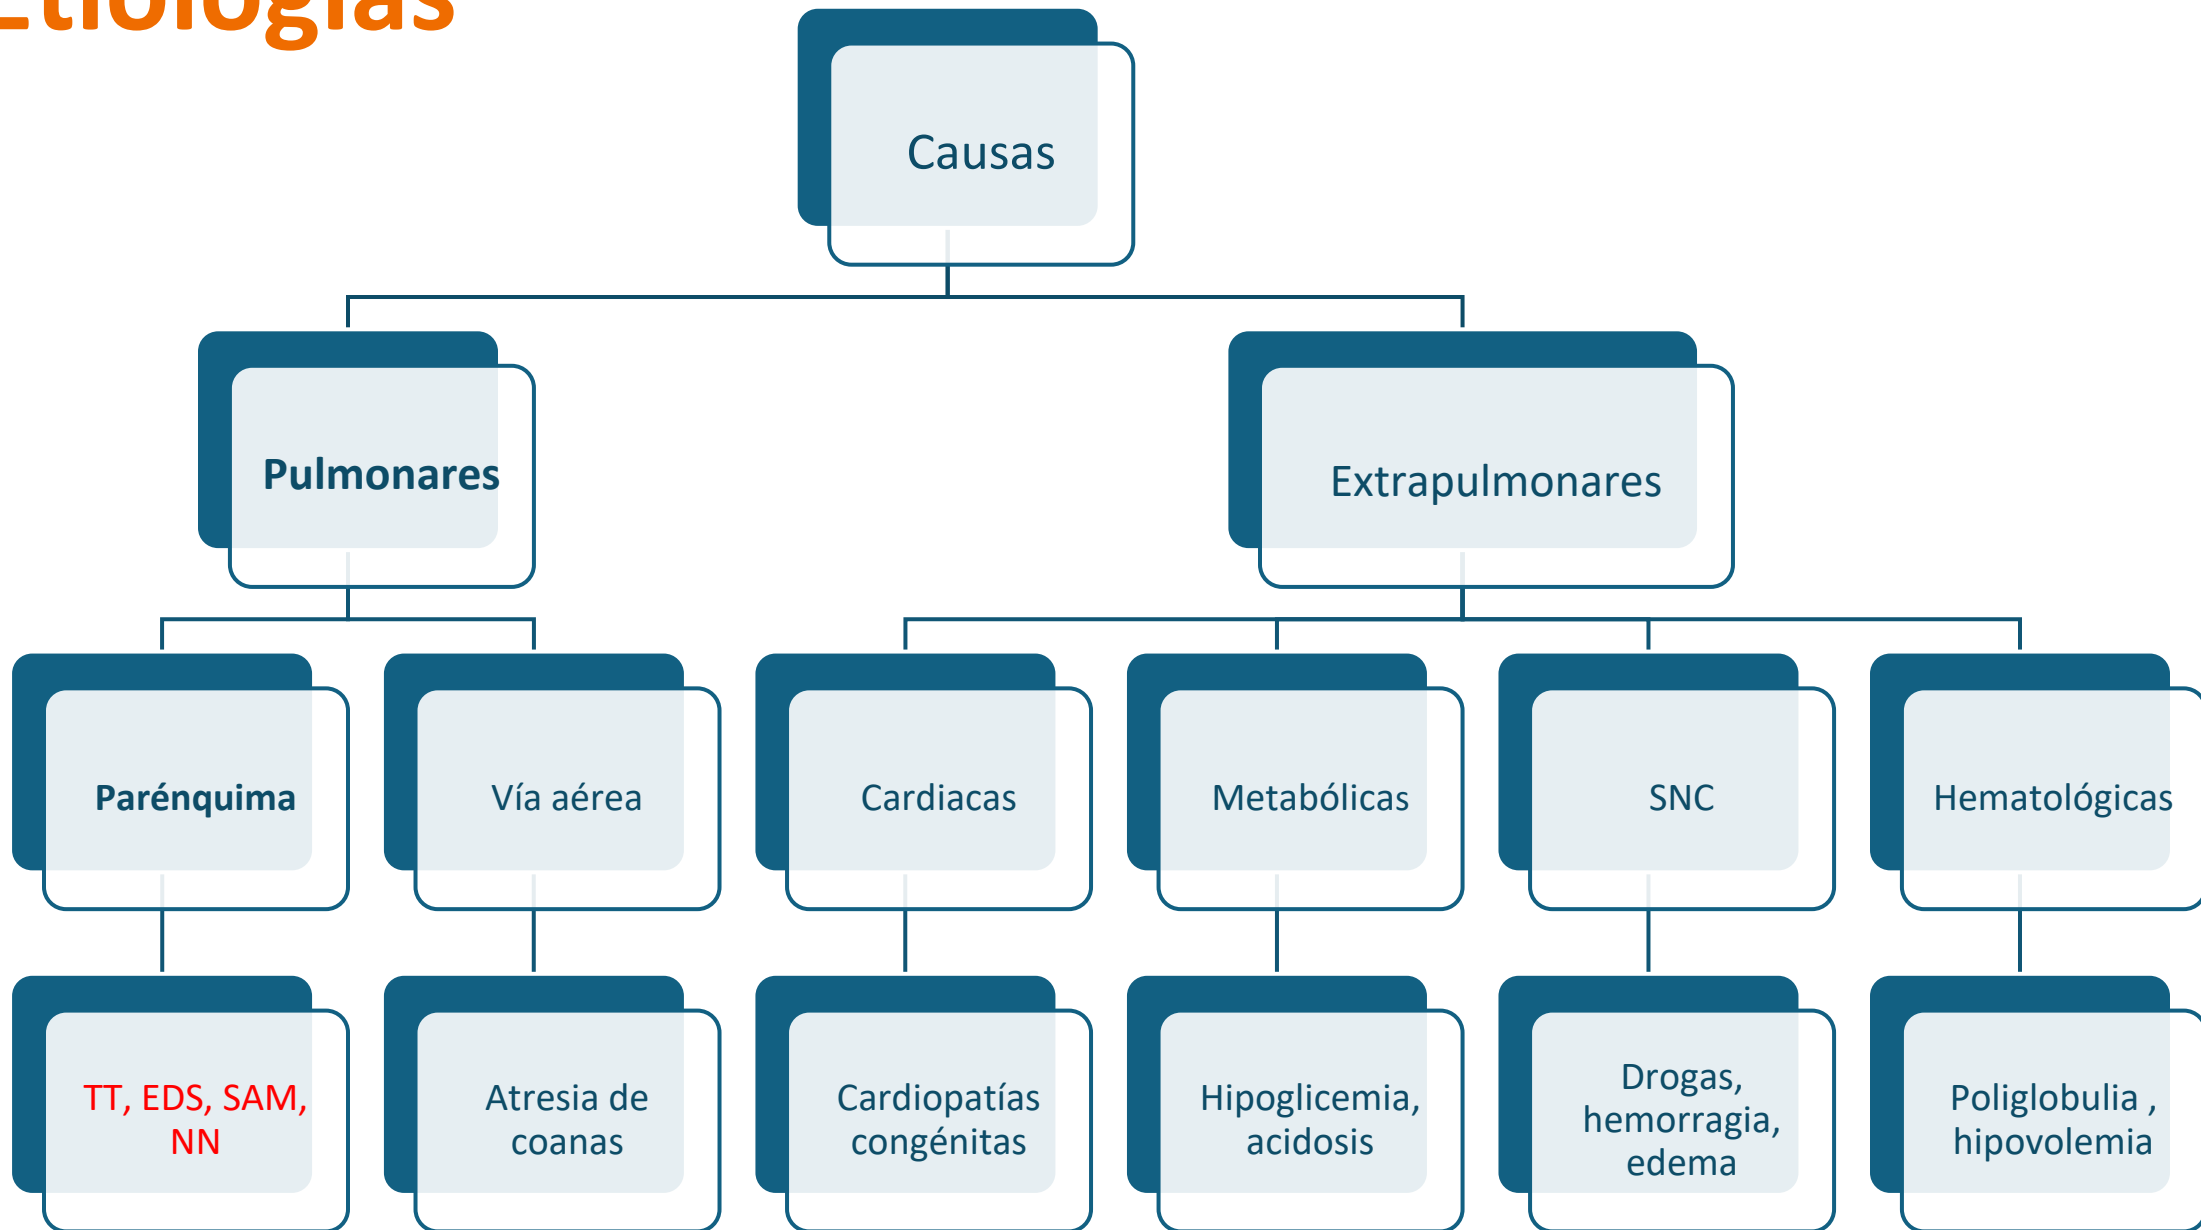 Etiologías
Causas
Pulmonares
Extrapulmonares
Parénquima
Vía aérea
Cardiacas
Metabólicas
SNC
Hematológicas
TT, EDS, SAM,
NN
Atresia de
coanas
Cardiopatías
congénitas
Hipoglicemia,
acidosis
Drogas,
hemorragia,
edema
Poliglobulia ,
hipovolemia